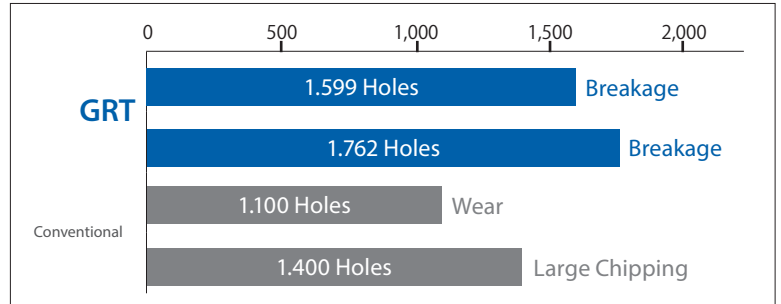 0 500 1,000 1,500 2,000
GRT
1.599 Holes Breakage
1.762 Holes Breakage
Conventional
1.100 Holes Wear
1.400 Holes Large Chipping